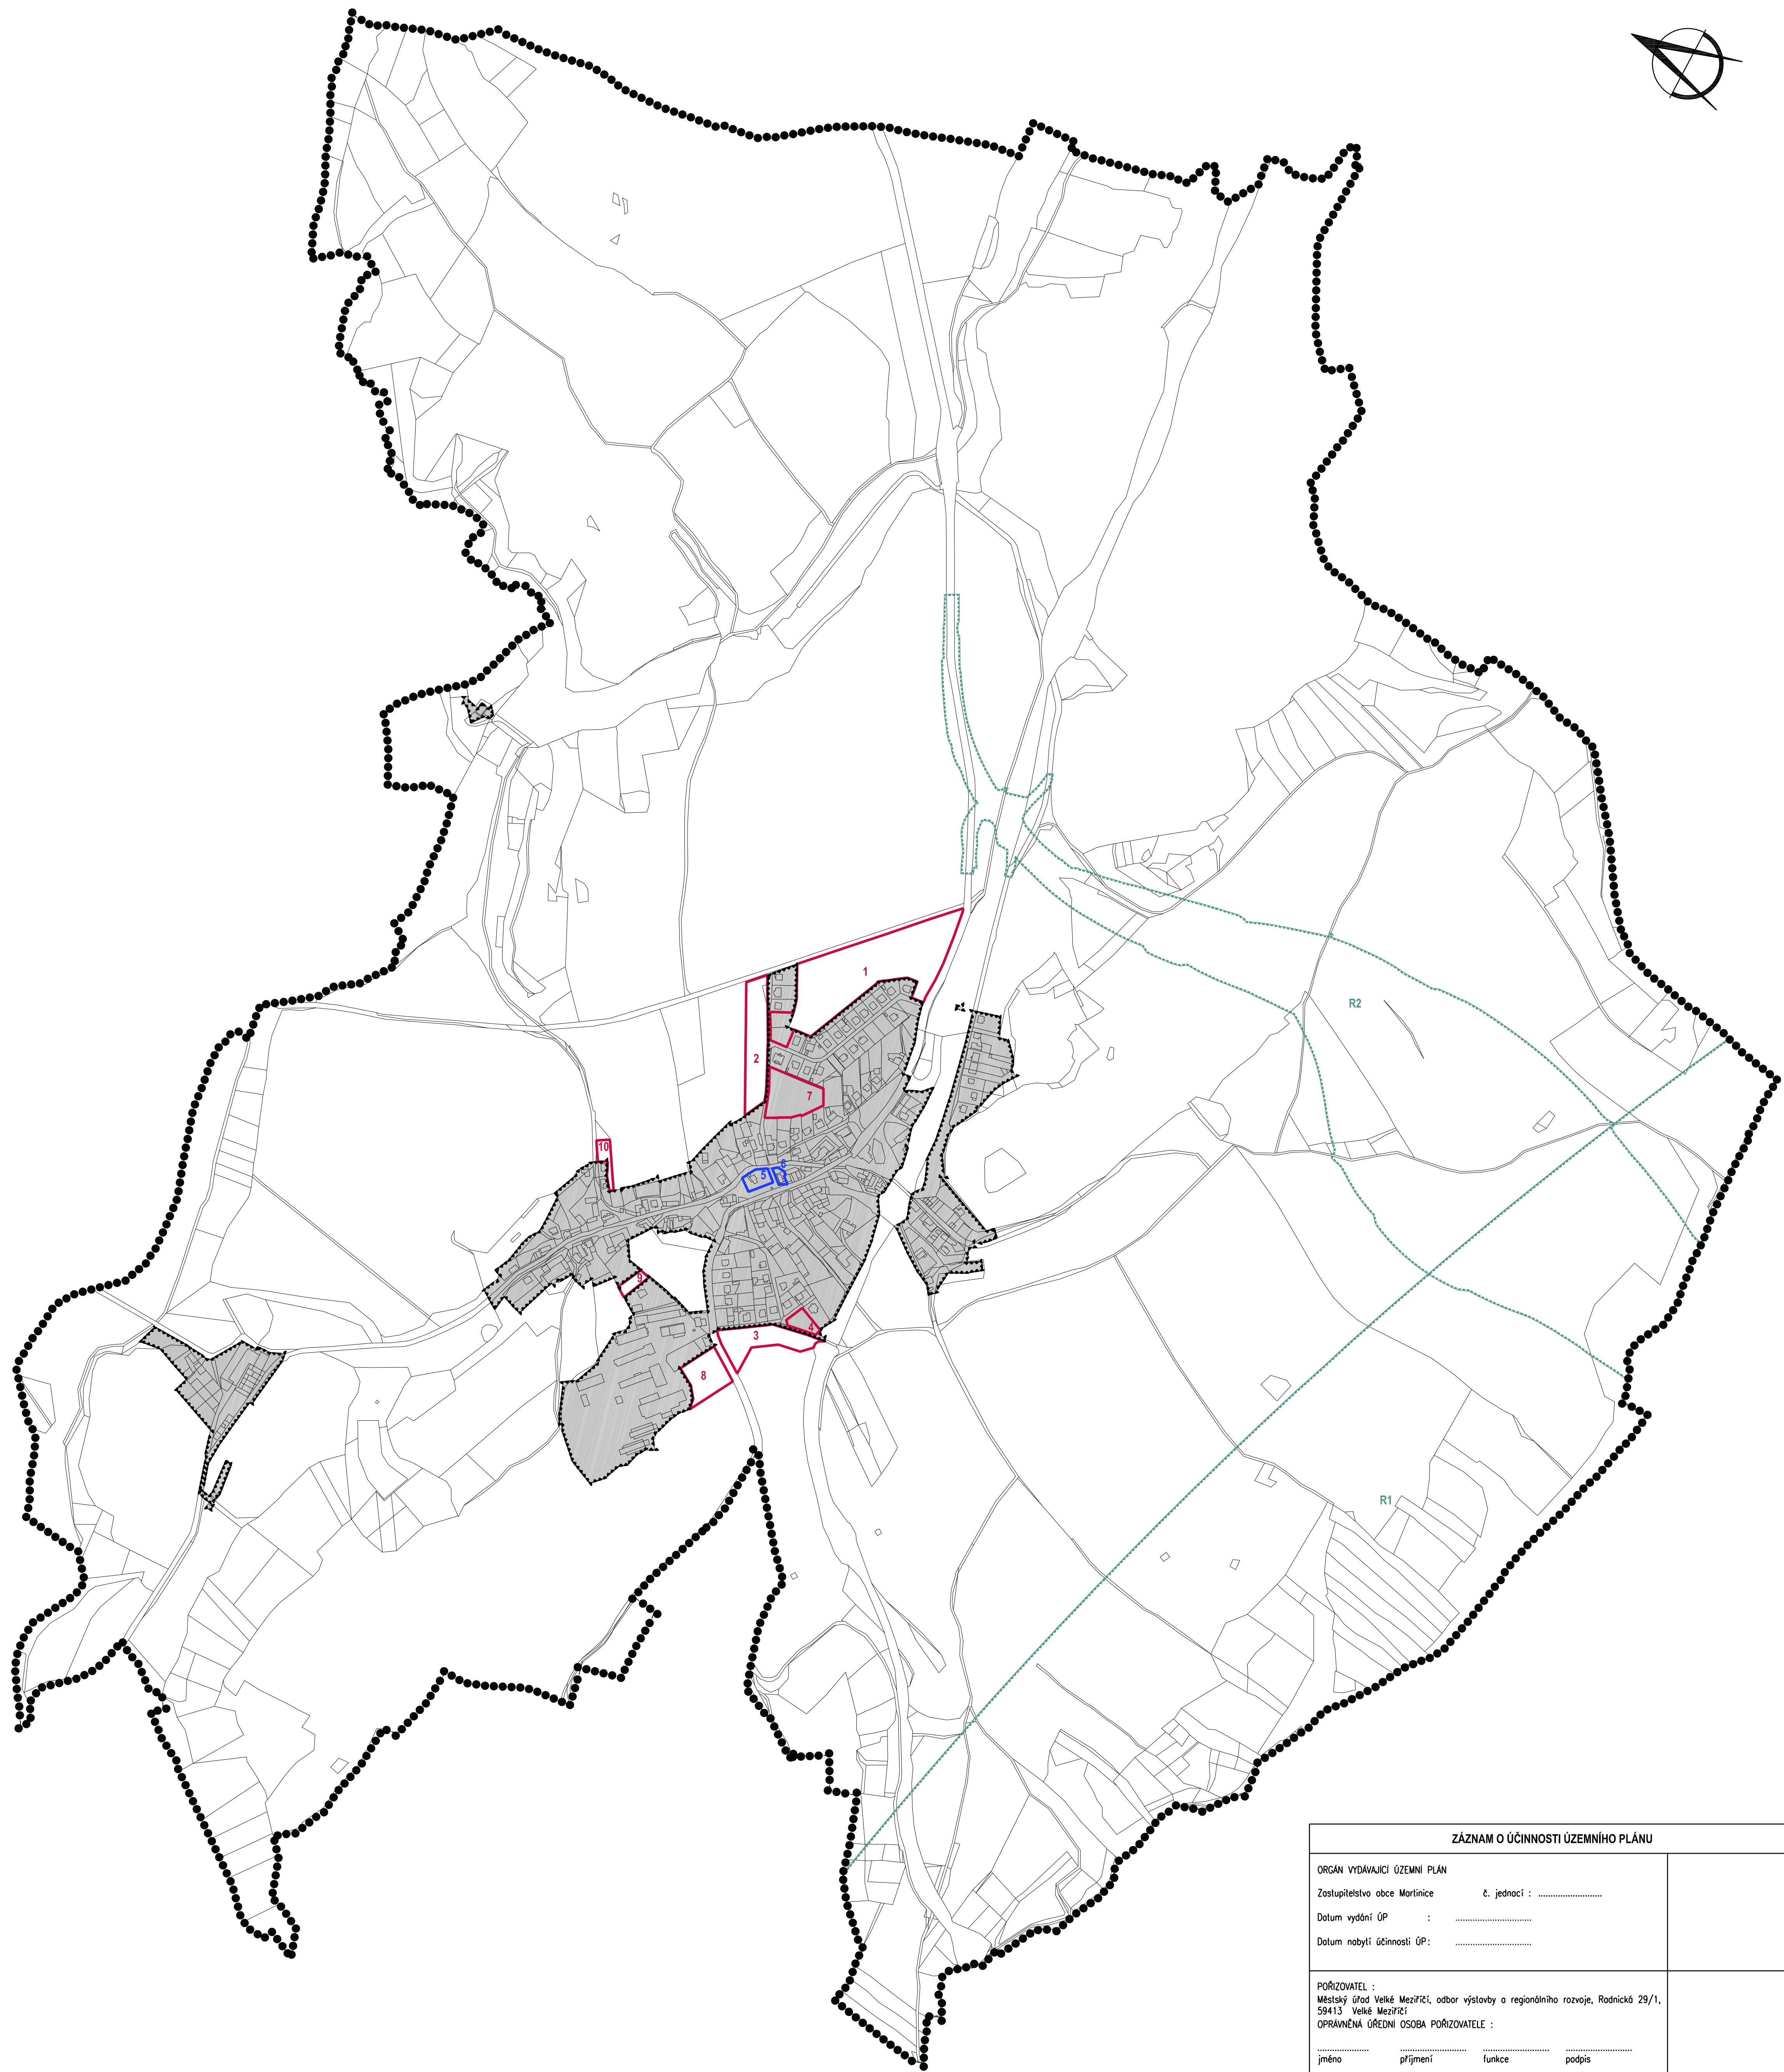 1
2
7
R2
10
5
6
9
3
4
8
R1
ZÁZNAM O ÚČINNOSTI ÚZEMNÍHO PLÁNU
ORGÁN VYDÁVAJÍCÍ ÚZEMNÍ PLÁN
Zastupitelstvo obce Martinice č. jednací : ..........................
Datum vydání ÚP : ..............................
Datum nabytí účinnosti ÚP: ..............................
POŘIZOVATEL :
Městský úřad Velké Meziříčí, odbor výstavby a regionálního rozvoje, Radnická 29/1,
59413 Velké Meziříčí
OPRÁVNĚNÁ ÚŘEDNÍ OSOBA POŘIZOVATELE :
.................... .......................... .......................... ..........................
jméno příjmení funkce podpis